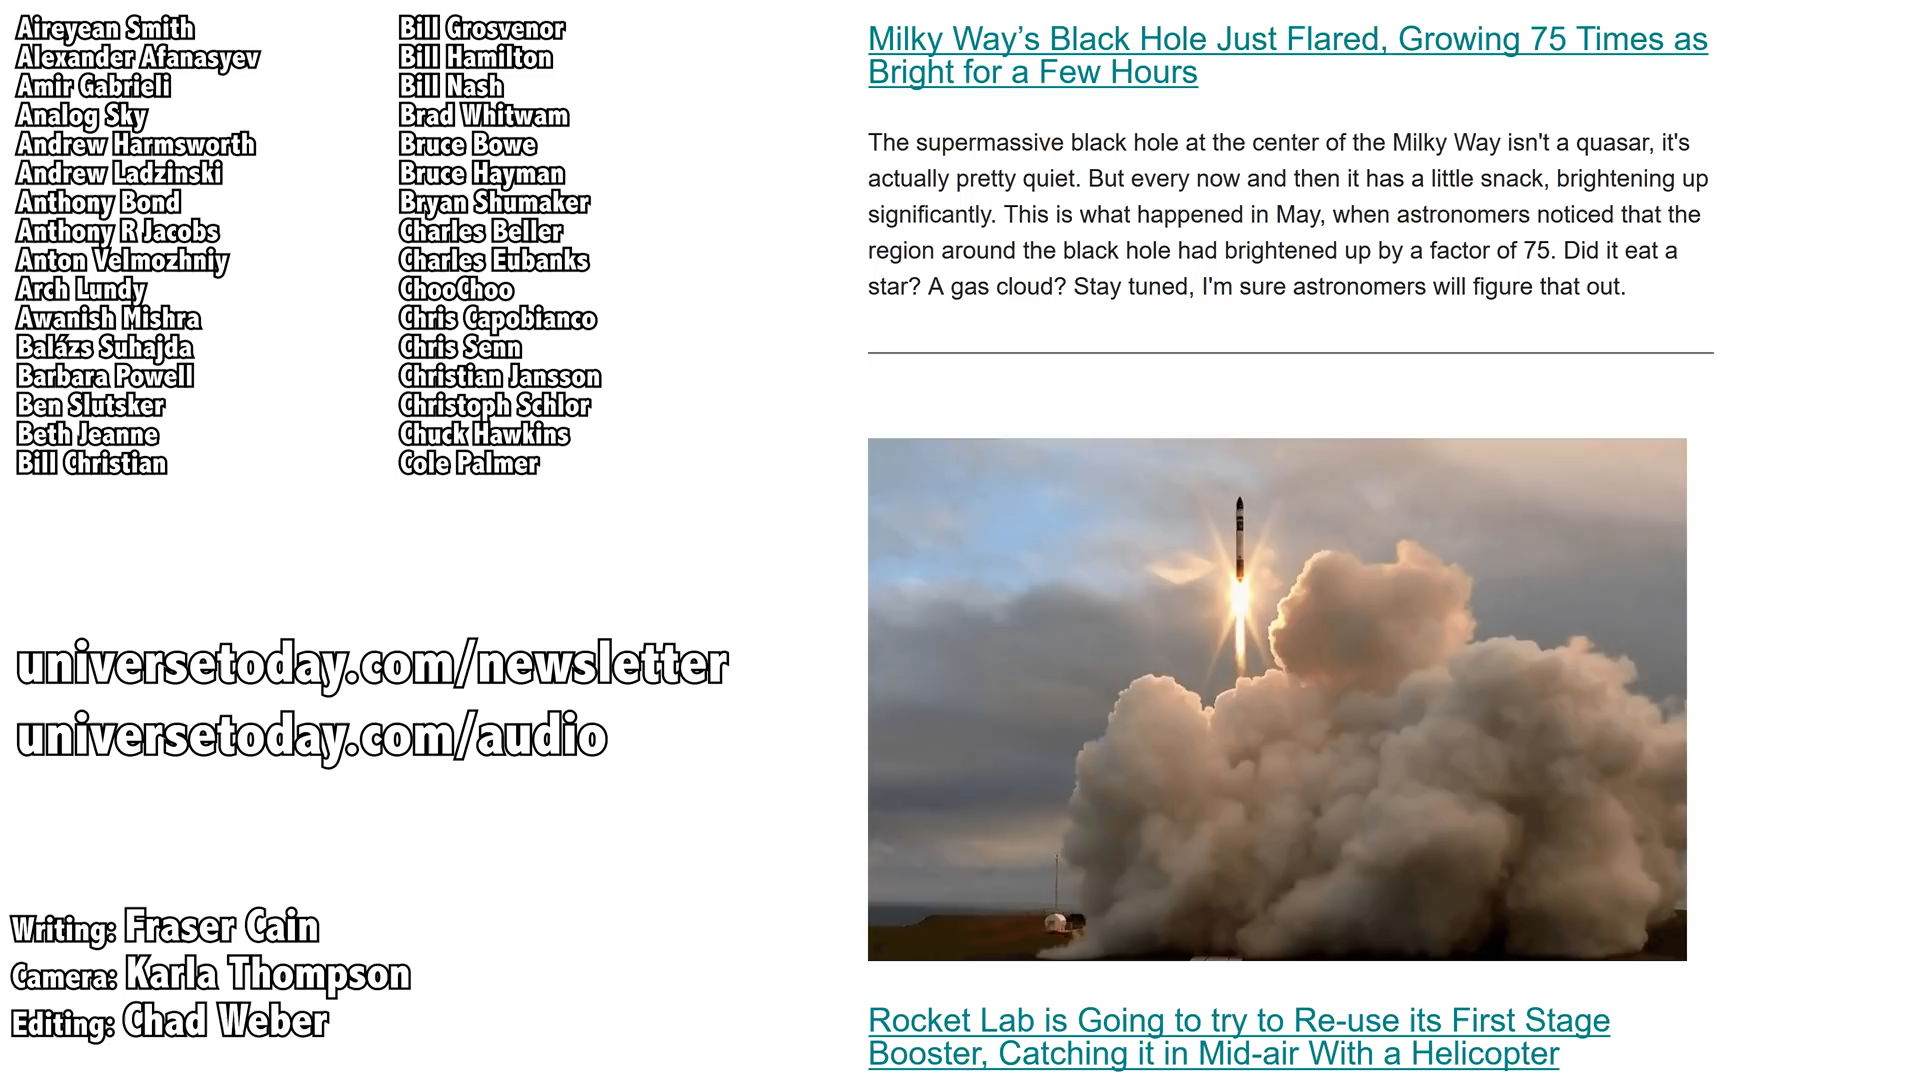 Aireyean Smith
Alexander Afanasyev
Amir Gabrieli
Analog Sky
Andrew Harmsworth
Andrew Ladzinski
Anthony Bond
Anthony R Jacobs
Anton Velmozhniy
Arch Lundy
Awanish Mishra
Balázs Suhajda
Barbara Powell
Ben Slutsker
Beth Jeanne
Bill Christian
Bill Grosvenor
Bill Hamilton
Bill Nash
Brad Whitwam
Bruce Bowe
Bruce Hayman
Bryan Shumaker
Charles Beller
Charles Eubanks
ChooChoo
Chris Capobianco
Chris Senn
Christian Jansson
Christoph Schlor
Chuck Hawkins
Cole Palmer
universetoday.com/newsletter
universetoday.com/audio
Writing: Fraser Cain
Camera: Karla Thompson
Editing: Chad Weber
Milky Way’s Black Hole Just Flared, Growing 75 Times as
Bright for a Few Hours
The supermassive black hole at the center of the Milky Way isn't a quasar, it's
actually pretty quiet. But every now and then it has a little snack, brightening up
significantly. This is what happened in May, when astronomers noticed that the
region around the black hole had brightened up by a factor of 75. Did it eat a
star? A gas cloud? Stay tuned, I'm sure astronomers will figure that out.
Rocket Lab is Going to try to Re-use its First Stage
Booster, Catching it in Mid-air With a Helicopter